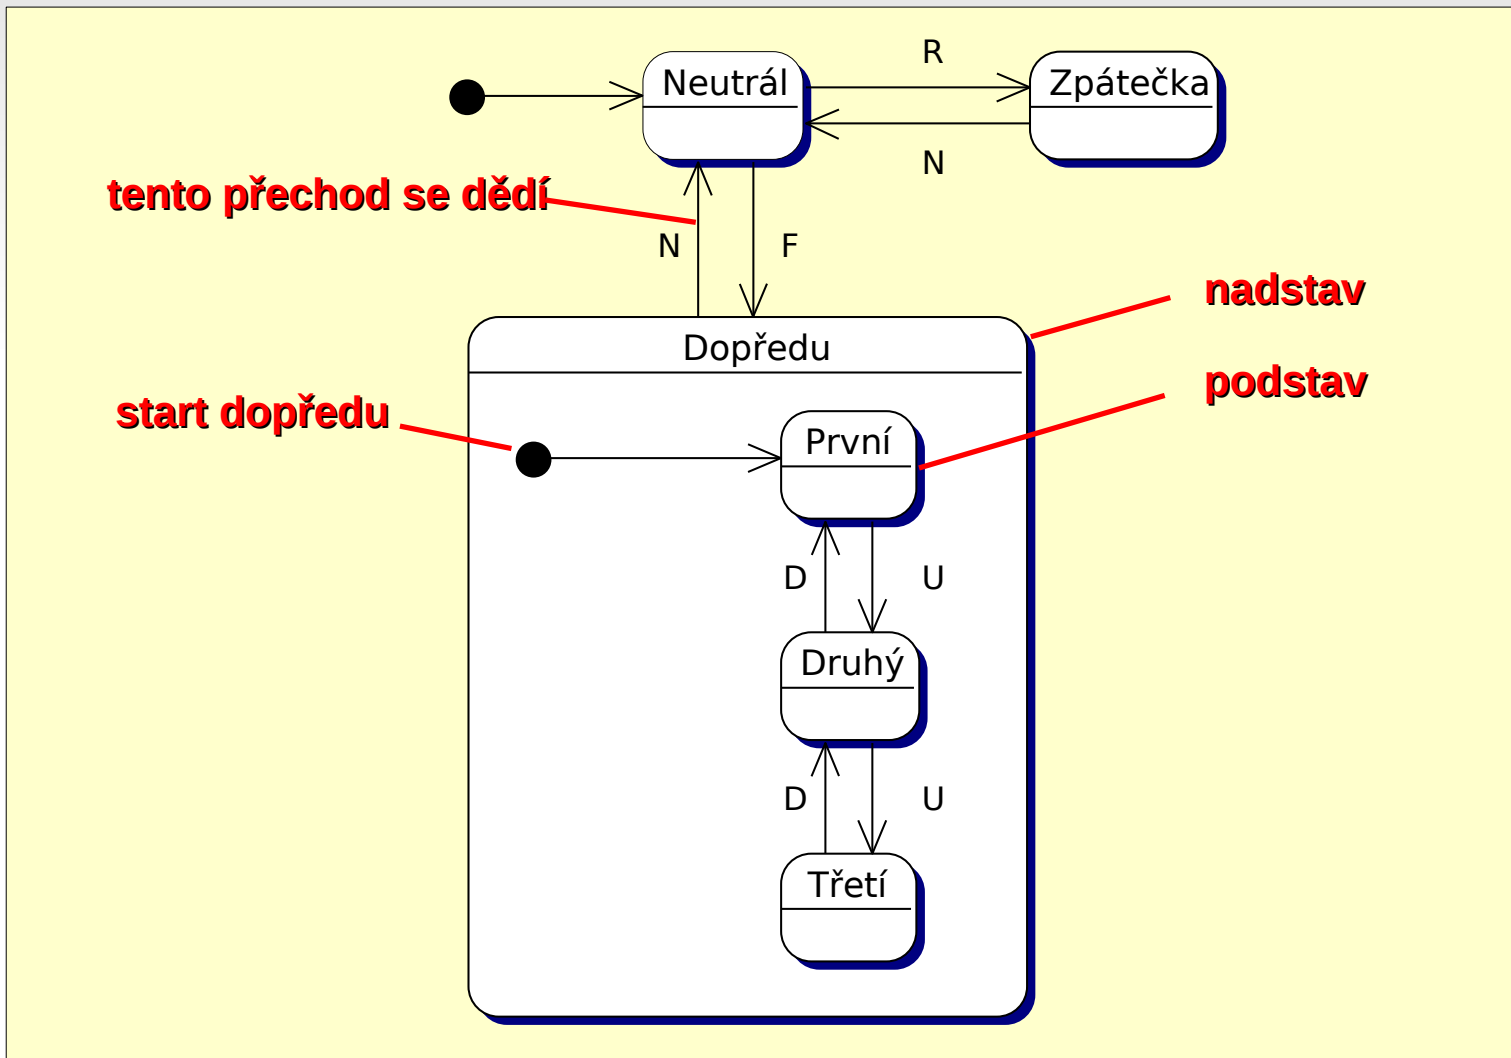 R
Neutrál
Zpátečka
N
tento přechod se dědí
N
F
nadstav
Dopředu
podstav
start dopředu
První
D
U
Druhý
D
U
Třetí